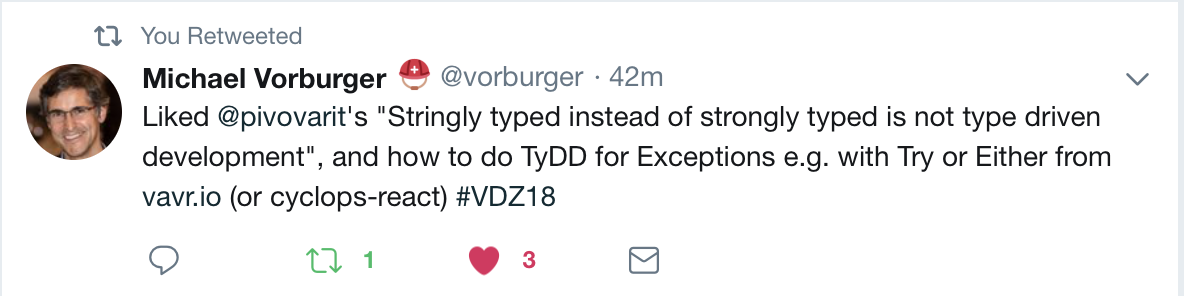 You Retweeted
Michael Vorburger ⛑ @vorburger · 42m
Liked @pivovarit's "Stringly typed instead of strongly typed is not type driven
development", and how to do TyDD for Exceptions e.g. with Try or Either from
vavr.io (or cyclops-react) #VDZ18
1 3